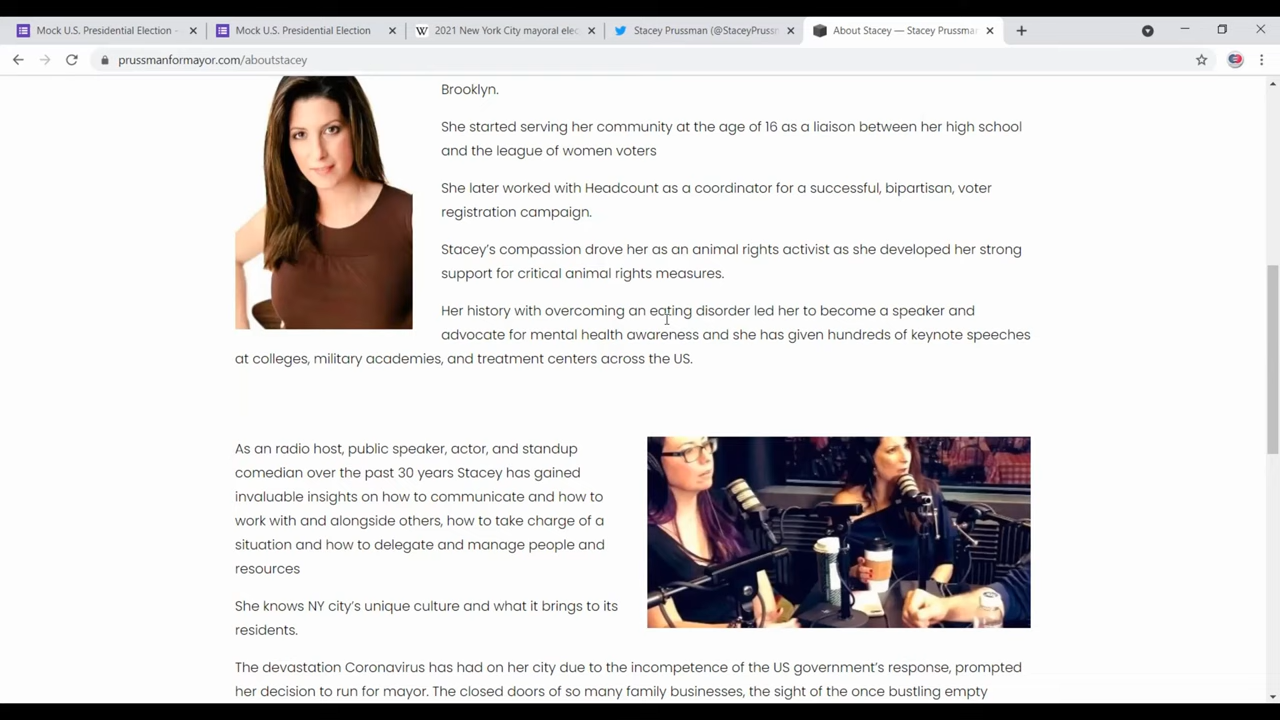 Mock U.S. Presidential Election -
Mock U.S. Presidential Election
W 2021 New York City mayoral elec
Stacey Prussman (@StaceyPrussn
About Stacey — Stacey Prussman
prussmanformayor.com/aboutstacey
Brooklyn.
She started serving her community at the age of 16 as a liaison between her high school
and the league of women voters
She later worked with Headcount as a coordinator for a successful, bipartisan, voter
registration campaign.
Stacey's compassion drove her as an animal rights activist as she developed her strong
support for critical animal rights measures.
Her history with overcoming an eating disorder led her to become a speaker and
advocate for mental health awareness and she has given hundreds of keynote speeches
at colleges, military academies, and treatment centers across the US.
As an radio host, public speaker, actor, and standup
comedian over the past 30 years Stacey has gained
invaluable insights on how to communicate and how to
work with and alongside others, how to take charge of a
situation and how to delegate and manage people and
resources
She knows NY city's unique culture and what it brings to its
residents.
The devastation Coronavirus has had on her city due to the incompetence of the US government's response, prompted
her decision to run for mayor. The closed doors of so many family businesses, the sight of the once bustling empty